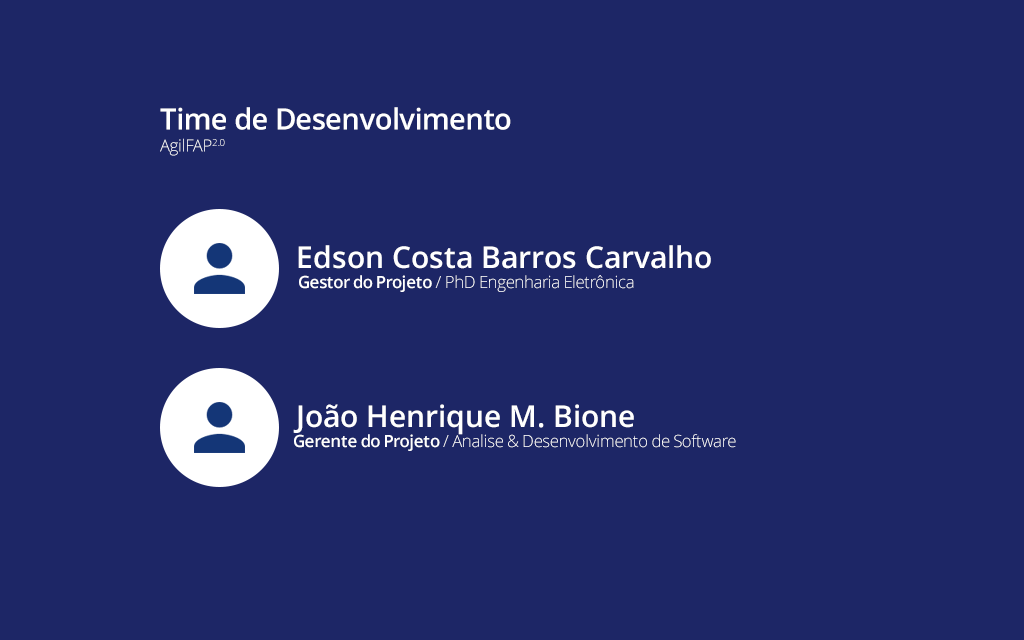 Time de Desenvolvimento
AgilFAP2.0
Edson Costa Barros Carvalho
Gestor do Projeto / PhD Engenharia Eletrônica
João Henrique M. Bione
Gerente do Projeto / Analise & Desenvolvimento de Software